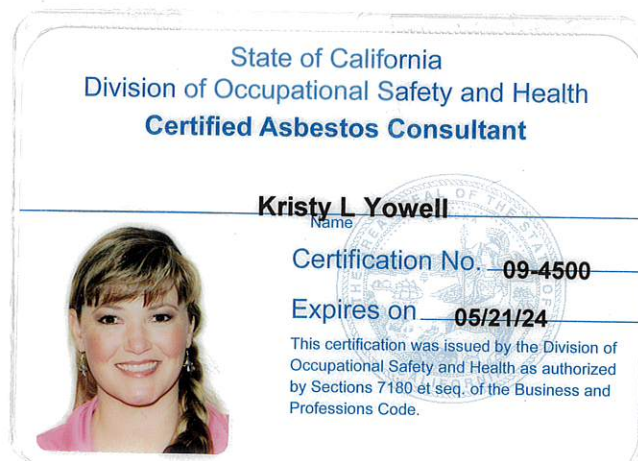 State of California
Division of Occupational Safety and Health
Certified Asbestos Consultant
Kristy L Yowell
Name
Certification No. 09-4500
Expires on 05/21/24
This certification was issued by the Division of
Occupational Safety and Health as authorized
by Sections 7180 et seq. of the Business and
Professions Code.